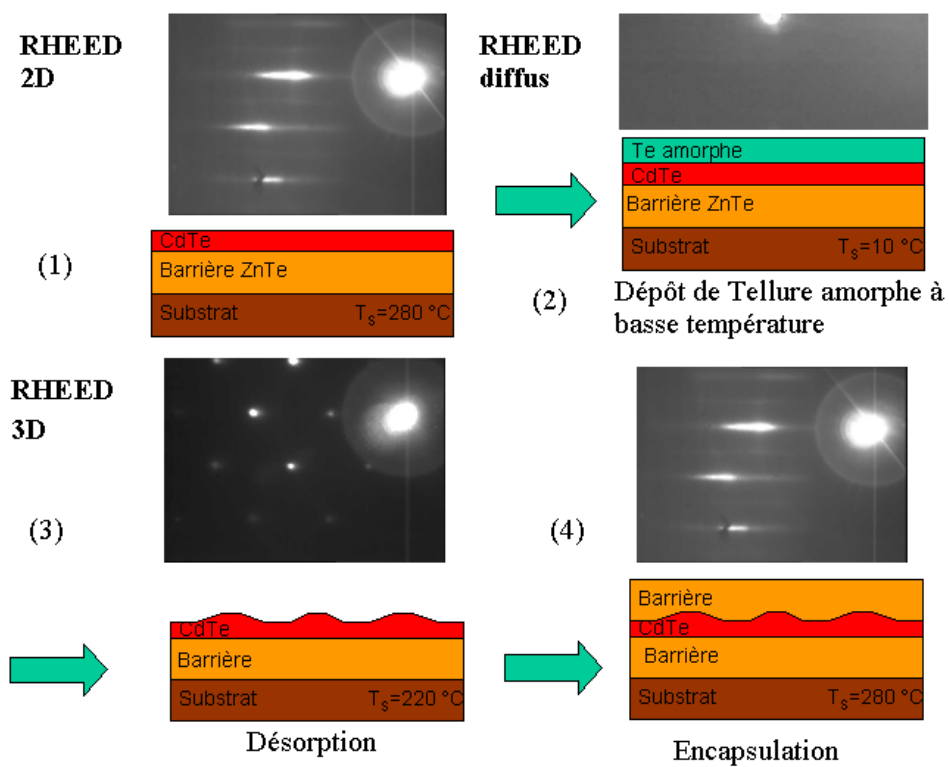 RHEED
2D
CdTe
Barrière ZnTe
Substrat Ts=280 °C
(1)
RHEED
diffus
Te amorphe
CdTe
Barrière ZnTe
Substrat Ts=10 °C
(2)
Dépôt de Tellure amorphe à
basse température
RHEED
3D
(3)
CdTe
Barrière
Substrat Ts=220 °C
Désorption
(4)
Barrière
CdTe
Barrière
Substrat Ts=280 °C
Encapsulation